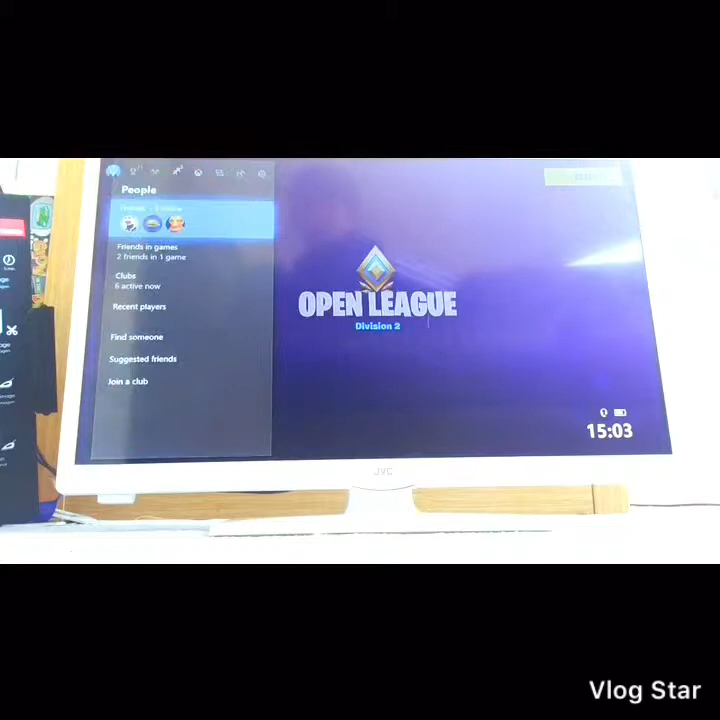 People
Friends in games
2 friends in 1 game
Clubs
6 active now
Recent players
Find someone
Suggested friends
Join a club
OPEN LEAGUE
Division 2
15:03
JVC
Vlog Star